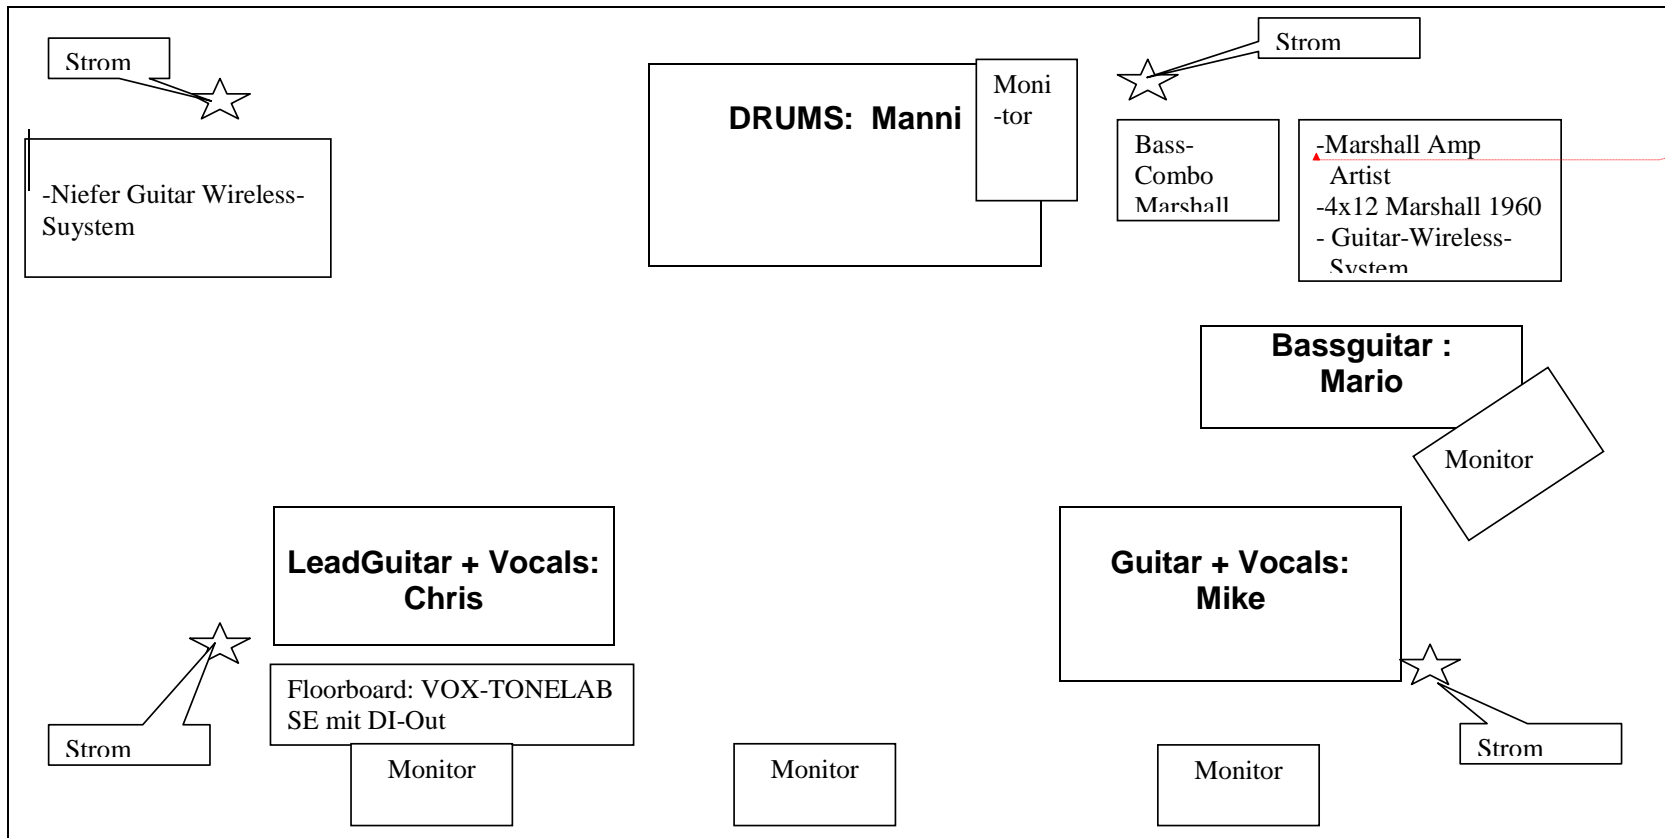 Strom
Strom
DRUMS: Manni
Moni
-tor
Bass-
Combo
Marshall
-Marshall Amp
Artist
-4x12 Marshall 1960
- Guitar-Wireless-
System
-Niefer Guitar Wireless-
Suystem
Bassguitar :
Mario
Monitor
LeadGuitar + Vocals:
Chris
Guitar + Vocals:
Mike
Floorboard: VOX-TONELAB
SE mit DI-Out
Strom
Strom
Monitor
Monitor
Monitor